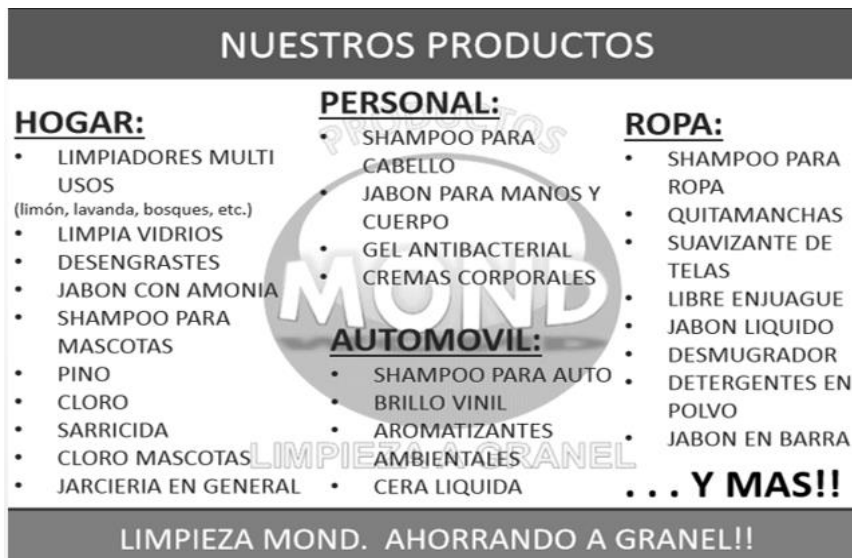 NUESTROS PRODUCTOS
HOGAR:
• LIMPIADORES MULTI
USOS
(limón, lavanda, bosques, etc.)
• LIMPIA VIDRIOS
• DESENGRASTES
• JABON CON AMONIA
• SHAMPOO PARA
MASCOTAS
• PINO
• CLORO
• SARRICIDA
• CLORO MASCOTAS
• JARCIERIA EN GENERAL
PERSONAL:
• SHAMPOO PARA
CABELLO
• JABON PARA MANOS Y
CUERPO
• GEL ANTIBACTERIAL
• CREMAS CORPORALES
AUTOMOVIL:
• SHAMPOO PARA AUTO
• BRILLO VINIL
• AROMATIZANTES
AMBIENTALES
• CERA LIQUIDA
ROPA:
• SHAMPOO PARA
ROPA
• QUITAMANCHAS
• SUAVIZANTE DE
TELAS
• LIBRE ENJUAGUE
• JABON LIQUIDO
• DESMUGRADOR
• DETERGENTES EN
POLVO
• JABON EN BARRA
. . . Y MAS!!
PRODUCTOS
MOND
LIMPIEZA A GRANEL
LIMPIEZA MOND. AHORRANDO A GRANEL!!